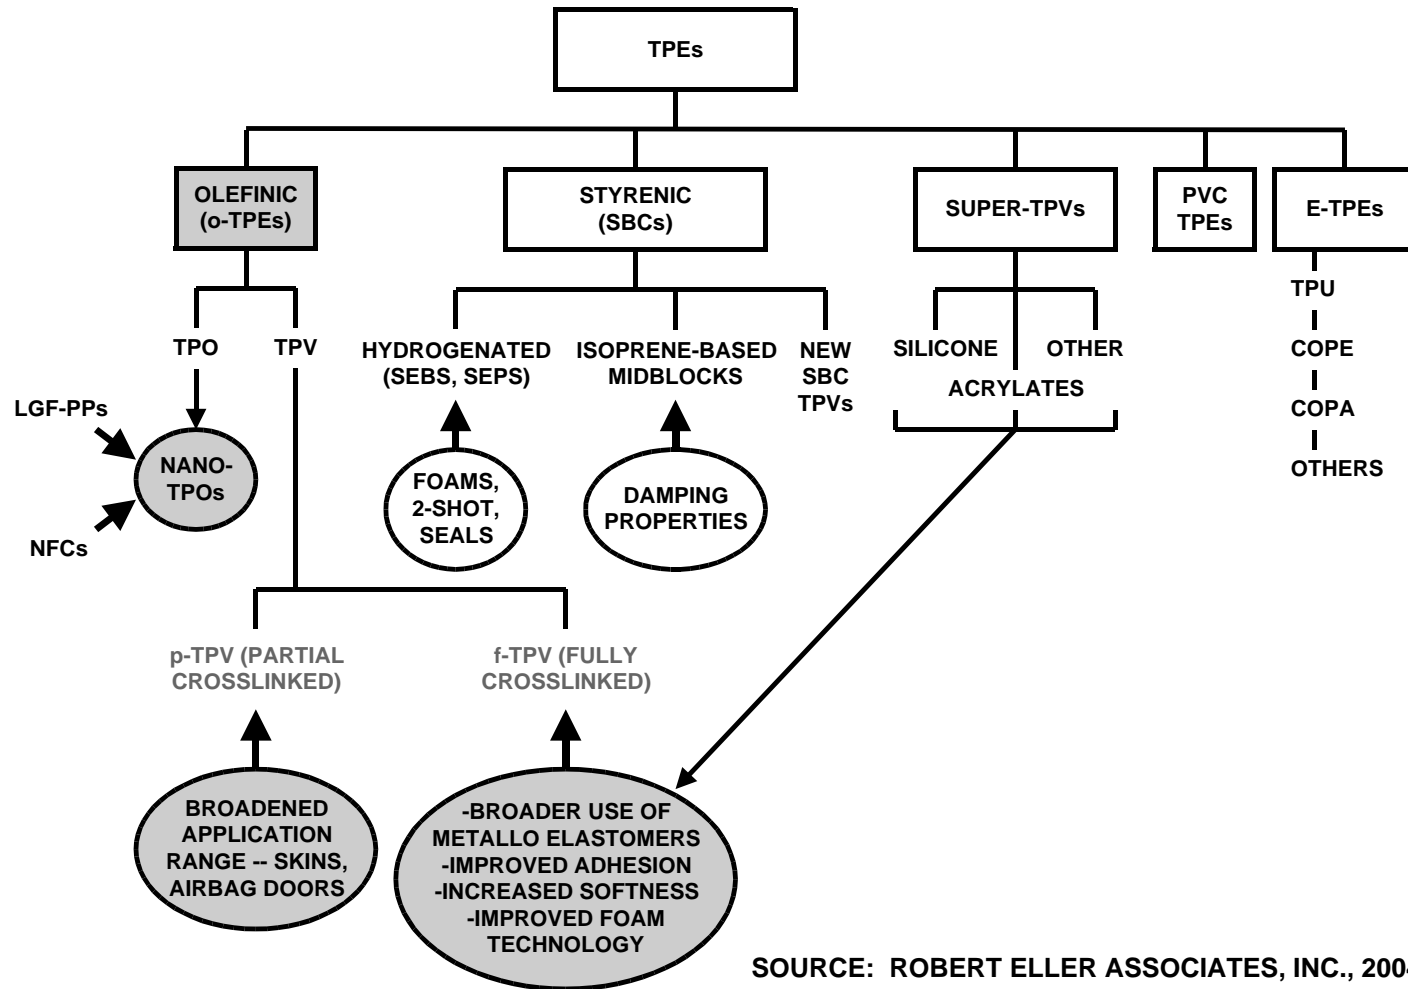 TPEs
OLEFINIC
(o-TPEs)
STYRENIC
(SBCs)
SUPER-TPVs
PVC
TPEs
E-TPEs
TPO
TPV
HYDROGENATED
(SEBS, SEPS)
ISOPRENE-BASED
MIDBLOCKS
NEW
SBC
TPVs
SILICONE
OTHER
ACRYLATES
TPU
COPE
COPA
OTHERS
LGF-PPs
NANO-
TPOs
NFCs
FOAMS,
2-SHOT,
SEALS
DAMPING
PROPERTIES
p-TPV (PARTIAL
CROSSLINKED)
f-TPV (FULLY
CROSSLINKED)
BROADENED
APPLICATION
RANGE -- SKINS,
AIRBAG DOORS
-BROADER USE OF
METALLO ELASTOMERS
-IMPROVED ADHESION
-INCREASED SOFTNESS
-IMPROVED FOAM
TECHNOLOGY
SOURCE: ROBERT ELLER ASSOCIATES, INC., 2004